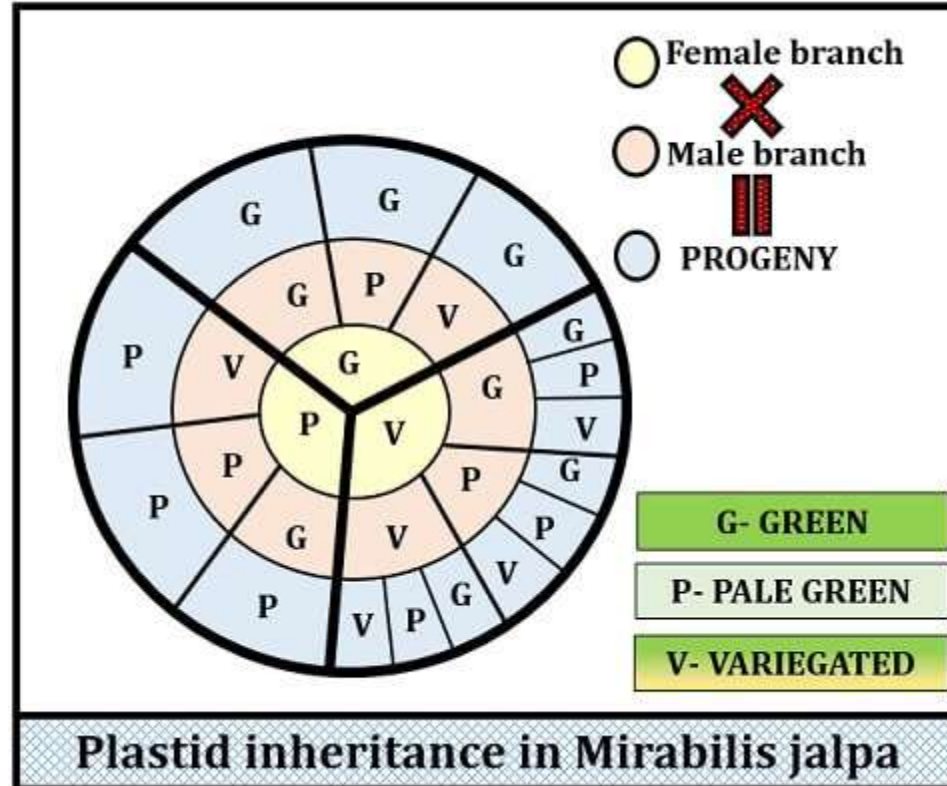 Female branch
Male branch
PROGENY
G
G
G
G
P
V
G
P
V
G
P
V
G
P
V
G
P
V
G
P
V
P
P
P
V
P
G
G
P
V
G- GREEN
P- PALE GREEN
V- VARIEGATED
Plastid inheritance in Mirabilis jalpa